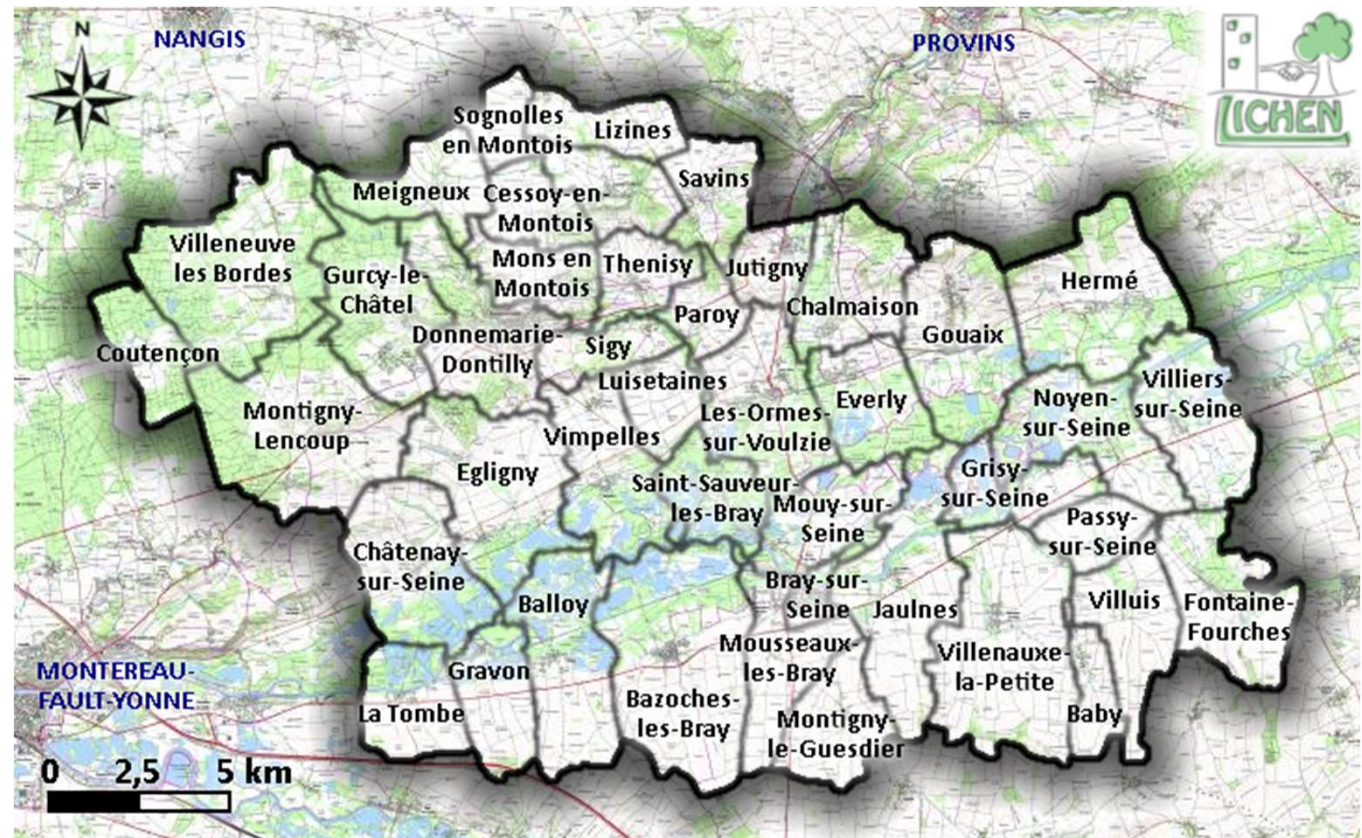 N
NANGIS
PROVINS
LICHEN
Sognolles
en Montois
Lizines
Savins
Meigneux
Cessoy-en-
Montois
Villeneuve
les Bordes
Gurcy-le-
Châtel
Mons en
Montois
Thenisy
Jutigny
Hermé
Chalmaison
Paroy
Gouaix
Coutençon
Donnemarie-
Dontilly
Sigy
Luisetaines
Villiers-
sur-Seine
Montigny-
Lencoup
Vimpelles
Les-Ormes-
sur-Voulzie
Everly
Noyen-
sur-Seine
Egligny
Saint-Sauveur-
les-Bray
Mouy-sur-
Seine
Grisy-
sur-Seine
Passy-
sur-Seine
Châtenay-
sur-Seine
Balloy
Bray-sur-
Seine
Jaulnes
Villuis
Fontaine-
Fourches
MONTEREAU-
FAULT-YONNE
Gravon
Mousseaux-
les-Bray
Villenauxe-
la-Petite
La Tombe
Bazoches-
les-Bray
Montigny-
le-Guesdier
Baby
0 2,5 5 km